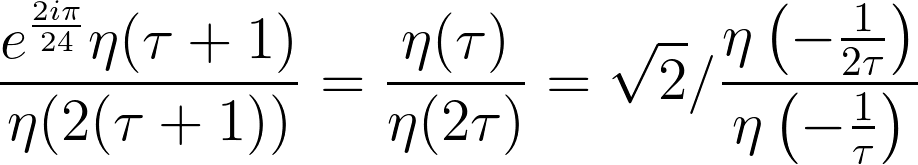 \frac{e^{\frac{2i\pi}{24}}\eta(\tau+1)}{\eta(2(\tau+1))} = \frac{\eta(\tau)}{\eta(2\tau)} = \sqrt{2}/\frac{\eta\left(-\frac{1}{2\tau}\right)}{\eta\left(-\frac{1}{\tau}\right)}